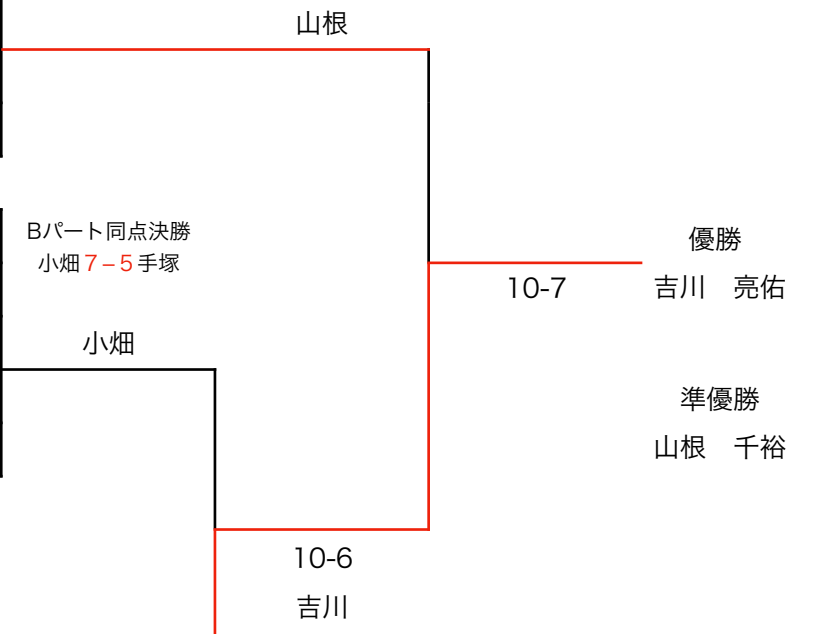 山根
Bパート同点決勝
小畑7–5手塚
小畑
10-7
優勝
吉川　亮佑
準優勝
山根　千裕
10-6
吉川